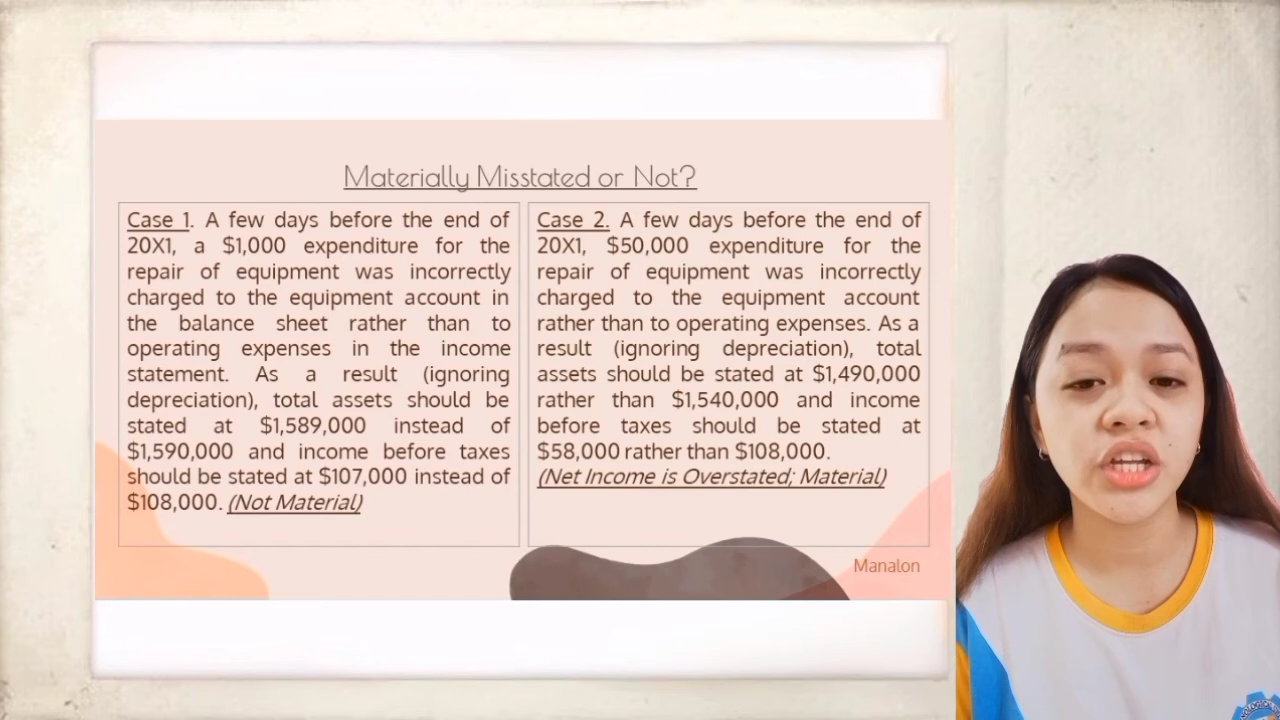 Materially Misstated or Not?
Case 1. A few days before the end of
20X1, a $1,000 expenditure for the
repair of equipment was incorrectly
charged to the equipment account in
the balance sheet rather than to
operating expenses in the income
statement. As a result (ignoring
depreciation), total assets should be
stated at $1,589,000 instead of
$1,590,000 and income before taxes
should be stated at $107,000 instead of
$108,000. (Not Material)
Case 2. A few days before the end of
20X1, $50,000 expenditure for the
repair of equipment was incorrectly
charged to the equipment account
rather than to operating expenses. As a
result (ignoring depreciation), total
assets should be stated at $1,490,000
rather than $1,540,000 and income
before taxes should be stated at
$58,000 rather than $108,000.
(Net Income is Overstated; Material)
Manalon